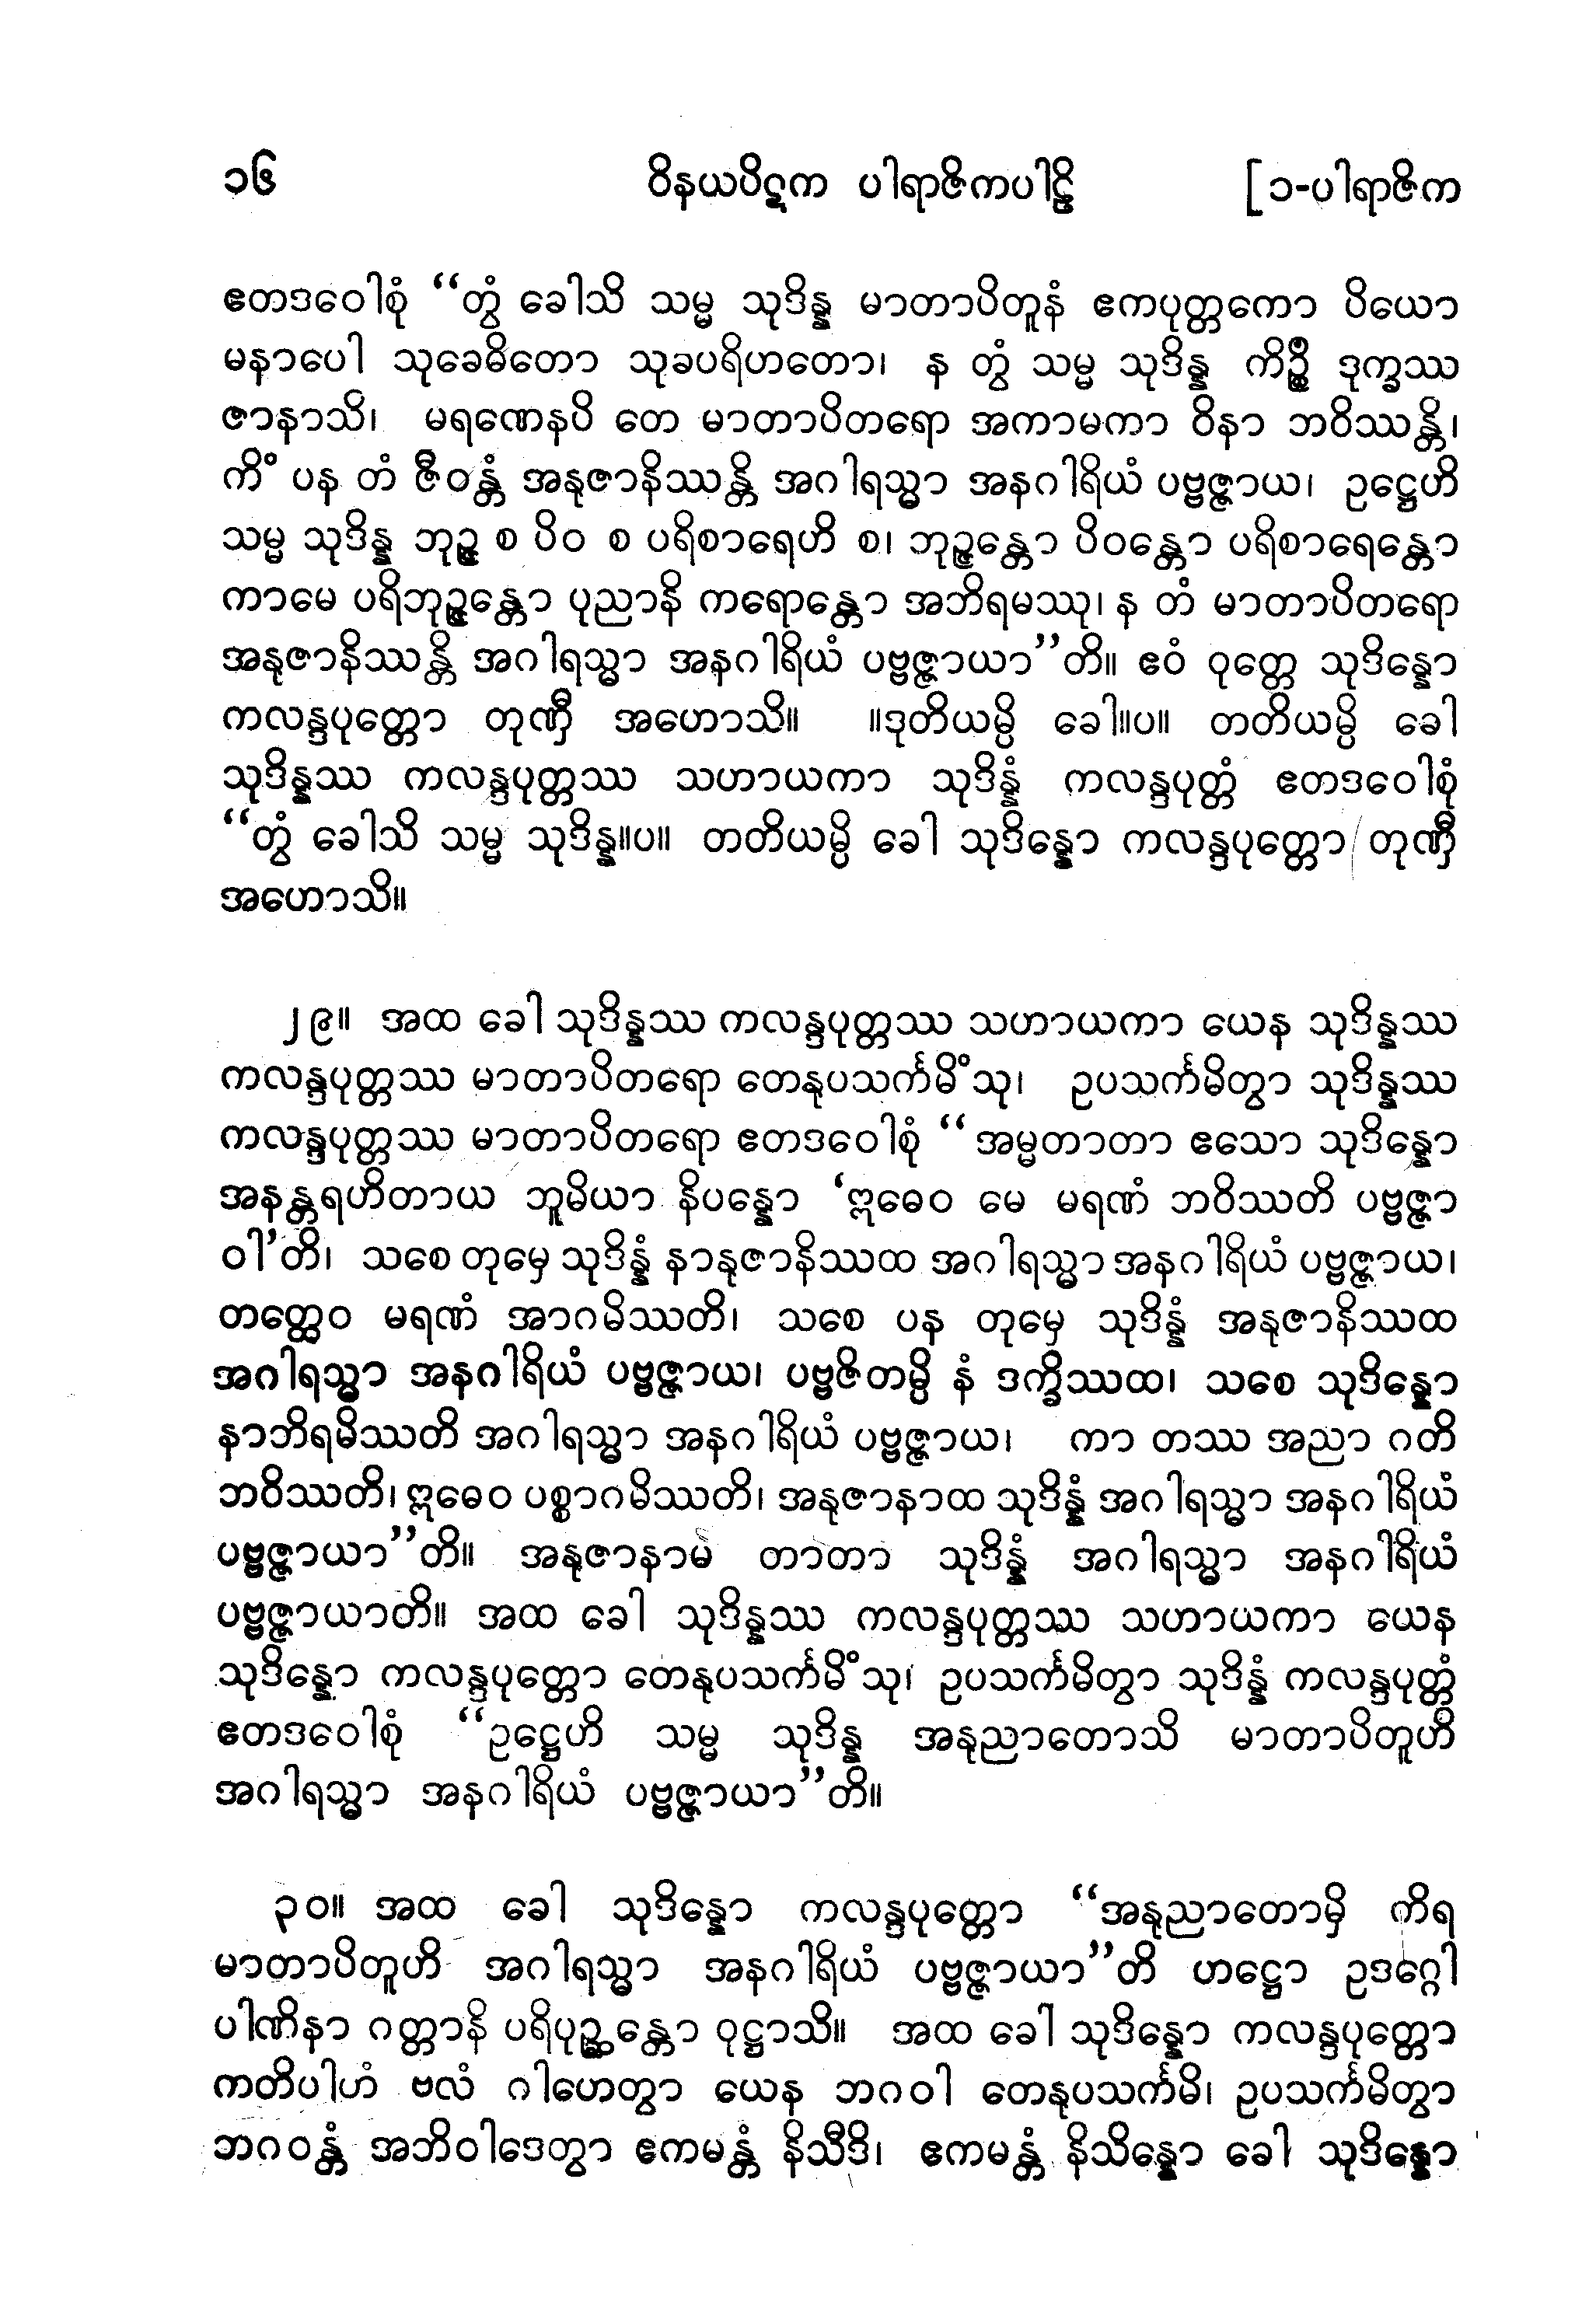 ၁၆ ဝိနယပိဋက ပါရာဇိကပါဠိ [ ၁-ပါရာဇိက
ဧတဒဝေါစုံ “တွံ ခေါသိ သမ္မ သုဒိန္န မာတာပိတူနံ ဧကပုတ္တကော ပိယော
မနာပေါ သုခေဓိတော သုခပရိဟတော၊ န တွံ သမ္မ သုဒိန္န ကိဉ္စိ ဒုက္ခဿ
ဇာနာသိ၊ မရဏေနပိ တေ မာတာပိတရော အကာမကာ ဝိနာ ဘဝိဿန္တိ၊
ကိံ ပန တံ ဇီဝန္တံ အနုဇာနိဿန္တိ အဂါရသ္မာ အနဂါရိယံ ပဗ္ဗဇ္ဇာယ၊ ဥဋ္ဌေဟိ
သမ္မ သုဒိန္န ဘုဉ္ဇ စ ပိဝ စ ပရိစာရေဟိ စ၊ ဘုဉ္ဇန္တော ပိဝန္တော ပရိစာရေန္တော
ကာမေ ပရိဘုဉ္ဇန္တော ပုညာနိ ကရောန္တော အဘိရမဿု၊ န တံ မာတာပိတရော
အနုဇာနိဿန္တိ အဂါရသ္မာ အနဂါရိယံ ပဗ္ဗဇ္ဇာယာ”တိ။ ဧဝံ ဝုတ္တေ သုဒိန္နော
ကလန္ဒပုတ္တော တုဏှီ အဟောသိ။ ။ဒုတိယမ္ပိ ခေါ။ပ။ တတိယမ္ပိ ခေါ
သုဒိန္နဿ ကလန္ဒပုတ္တဿ သဟာယကာ သုဒိန္နံ ကလန္ဒပုတ္တံ ဧတဒဝေါစုံ
“တွံ ခေါသိ သမ္မ သုဒိန္န။ပ။ တတိယမ္ပိ ခေါ သုဒိန္နော ကလန္ဒပုတ္တော တုဏှီ
အဟောသိ။
၂၉။ အထ ခေါ သုဒိန္နဿ ကလန္ဒပုတ္တဿ သဟာယကာ ယေန သုဒိန္နဿ
ကလန္ဒပုတ္တဿ မာတာပိတရော တေနုပသင်္ကမိံသု၊ ဥပသင်္ကမိတွာ သုဒိန္နဿ
ကလန္ဒပုတ္တဿ မာတာပိတရော ဧတဒဝေါစုံ “အမ္မတာတာ ဧသော သုဒိန္နော
အနန္တရဟိတာယ ဘူမိယာ နိပန္နော ‘ဣဓေဝ မေ မရဏံ ဘဝိဿတိ ပဗ္ဗဇ္ဇာ
ဝါ’တိ၊ သစေ တုမှေ သုဒိန္နံ နာနုဇာနိဿထ အဂါရသ္မာ အနဂါရိယံ ပဗ္ဗဇ္ဇာယ၊
တတ္ထေဝ မရဏံ အာဂမိဿတိ၊ သစေ ပန တုမှေ သုဒိန္နံ အနုဇာနိဿထ
အဂါရသ္မာ အနဂါရိယံ ပဗ္ဗဇ္ဇာယ၊ ပဗ္ဗဇိတမ္ပိ နံ ဒက္ခိဿထ၊ သစေ သုဒိန္နော
နာဘိရမိဿတိ အဂါရသ္မာ အနဂါရိယံ ပဗ္ဗဇ္ဇာယ၊ ကာ တဿ အညာ ဂတိ
ဘဝိဿတိ၊ ဣဓေဝ ပစ္စာဂမိဿတိ၊ အနုဇာနာထ သုဒိန္နံ အဂါရသ္မာ အနဂါရိယံ
ပဗ္ဗဇ္ဇာယာ”တိ။ အနုဇာနာမ တာတာ သုဒိန္နံ အဂါရသ္မာ အနဂါရိယံ
ပဗ္ဗဇ္ဇာယာတိ။ အထ ခေါ သုဒိန္နဿ ကလန္ဒပုတ္တဿ သဟာယကာ ယေန
သုဒိန္နော ကလန္ဒပုတ္တော တေနုပသင်္ကမိံသု၊ ဥပသင်္ကမိတွာ သုဒိန္နံ ကလန္ဒပုတ္တံ
ဧတဒဝေါစုံ “ဥဋ္ဌေဟိ သမ္မ သုဒိန္န အနုညာတောသိ မာတာပိတူဟိ
အဂါရသ္မာ အနဂါရိယံ ပဗ္ဗဇ္ဇာယာ”တိ။
၃၀။ အထ ခေါ သုဒိန္နော ကလန္ဒပုတ္တော “အနုညာတောမှိ ကိရ
မာတာပိတူဟိ အဂါရသ္မာ အနဂါရိယံ ပဗ္ဗဇ္ဇာယာ”တိ ဟဋ္ဌော ဥဒဂ္ဂေါ
ပါဏိနာ ဂတ္တာနိ ပရိပုဉ္ဆန္တော ဝုဋ္ဌာသိ။ အထ ခေါ သုဒိန္နော ကလန္ဒပုတ္တော
ကတိပါဟံ ဗလံ ဂါဟေတွာ ယေန ဘဂဝါ တေနုပသင်္ကမိ၊ ဥပသင်္ကမိတွာ
ဘဂဝန္တံ အဘိဝါဒေတွာ ဧကမန္တံ နိသီဒိ၊ ဧကမန္တံ နိသိန္နော ခေါ သုဒိန္နော